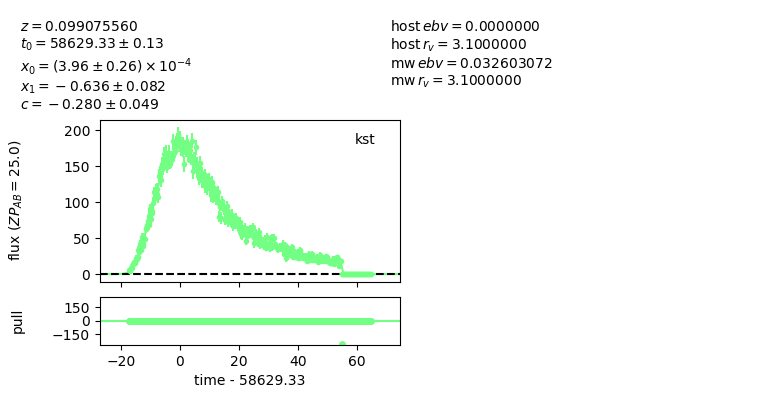 z = 0.099075560
t0 = 58629.33 ± 0.13
x0 = (3.96 ± 0.26) × 10^−4
x1 = −0.636 ± 0.082
c = −0.280 ± 0.049
host ebv = 0.0000000
host rv = 3.1000000
mw ebv = 0.032603072
mw rv = 3.1000000
kst
flux (ZPAB = 25.0)
200
150
100
50
0
pull
150
0
−150
−20 0 20 40 60
time - 58629.33